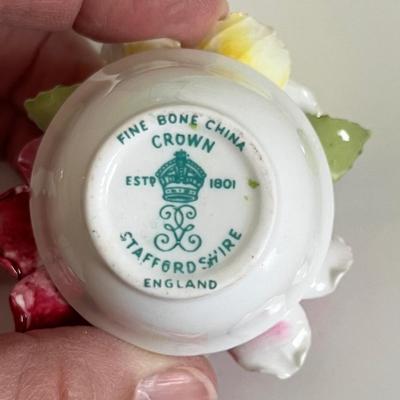 FINE BONE CHINA
CROWN
ESTD 1801
STAFFORDSHIRE
ENGLAND